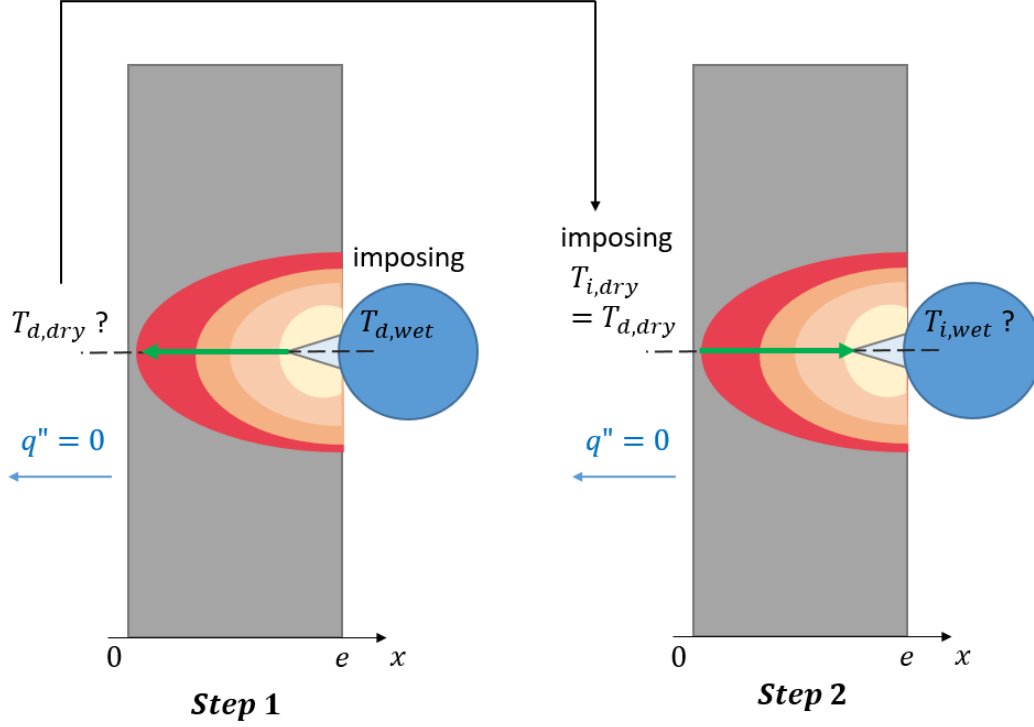 imposing
T_{d,dry} ?
T_{d,wet}
q" = 0
0
e
x
Step 1
imposing
T_{i,dry}
= T_{d,dry}
T_{i,wet} ?
q" = 0
0
e
x
Step 2